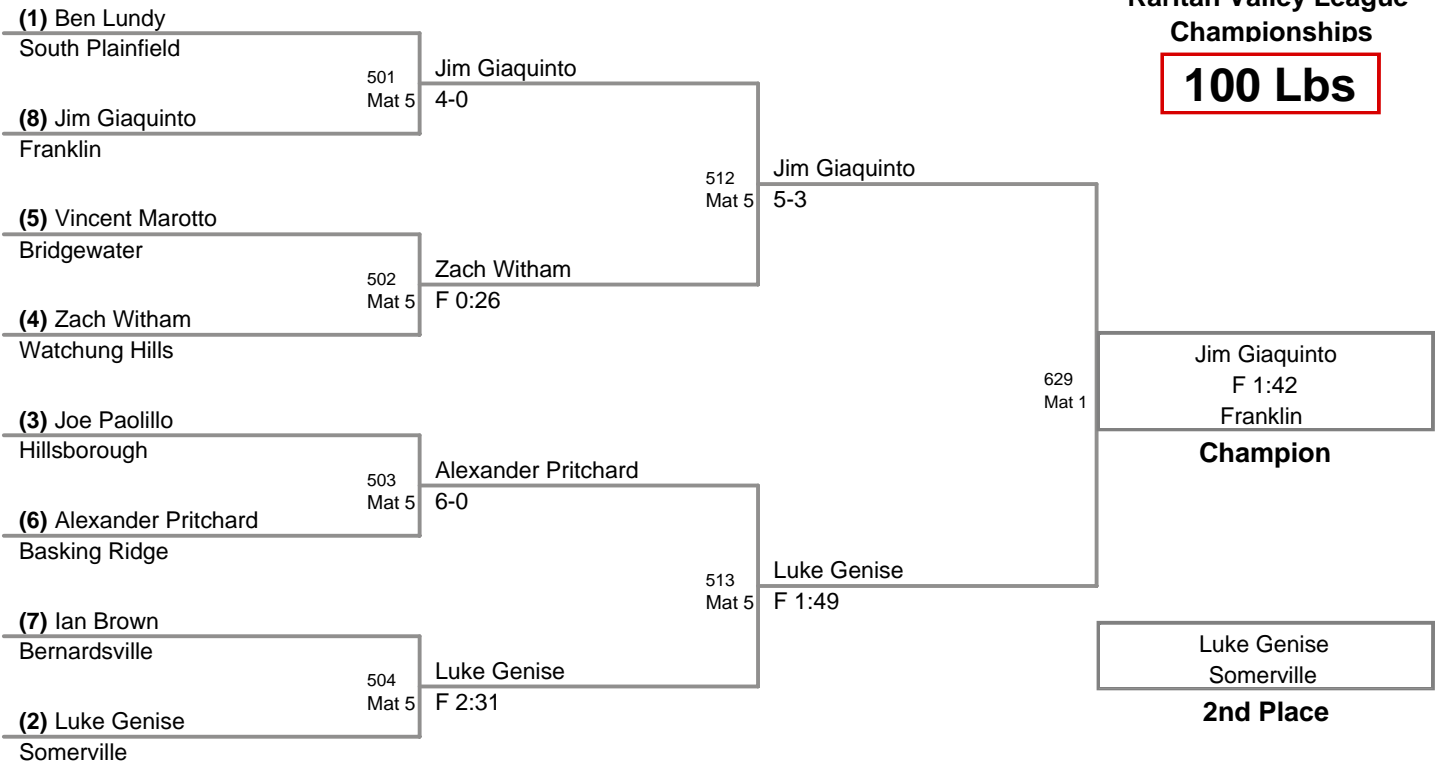 Raritan Valley League
Championships
100 Lbs
(1) Ben Lundy
South Plainfield
501
Mat 5
Jim Giaquinto
4-0
(8) Jim Giaquinto
Franklin
512
Mat 5
Jim Giaquinto
5-3
(5) Vincent Marotto
Bridgewater
502
Mat 5
Zach Witham
F 0:26
(4) Zach Witham
Watchung Hills
629
Mat 1
Jim Giaquinto
F 1:42
Franklin
Champion
(3) Joe Paolillo
Hillsborough
503
Mat 5
Alexander Pritchard
6-0
(6) Alexander Pritchard
Basking Ridge
513
Mat 5
Luke Genise
F 1:49
(7) Ian Brown
Bernardsville
504
Mat 5
Luke Genise
F 2:31
(2) Luke Genise
Somerville
Luke Genise
Somerville
2nd Place